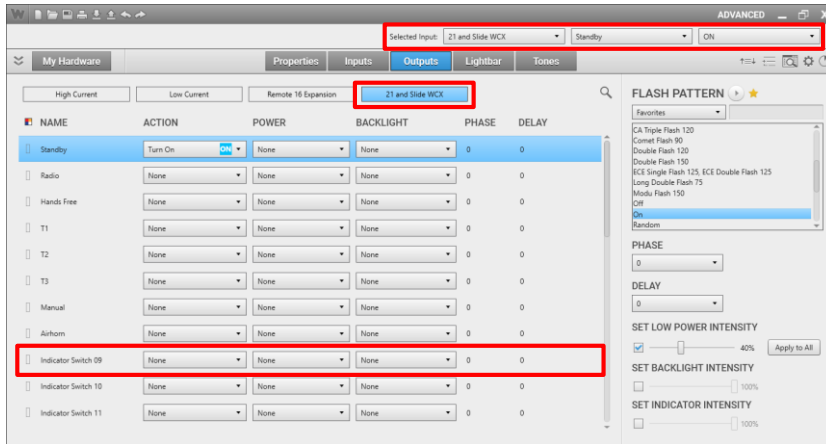 W ADVANCED
Selected Input: 21 and Slide WCX Standby ON
My Hardware Properties Inputs Outputs Lightbar Tones
High Current Low Current Remote 16 Expansion 21 and Slide WCX
NAME ACTION POWER BACKLIGHT PHASE DELAY
Standby Turn On ON None None 0 0
Radio None None None 0 0
Hands Free None None None 0 0
T1 None None None 0 0
T2 None None None 0 0
T3 None None None 0 0
Manual None None None 0 0
Airhorn None None None 0 0
Indicator Switch 09 None None None 0 0
Indicator Switch 10 None None None 0 0
Indicator Switch 11 None None None 0 0
FLASH PATTERN
Favorites
CA Triple Flash 120
Comet Flash 90
Double Flash 120
Double Flash 150
ECE Single Flash 125, ECE Double Flash 125
Long Double Flash 75
Modu Flash 150
Off
On
Random
PHASE
0
DELAY
0
SET LOW POWER INTENSITY
40% Apply to All
SET BACKLIGHT INTENSITY
100%
SET INDICATOR INTENSITY
100%